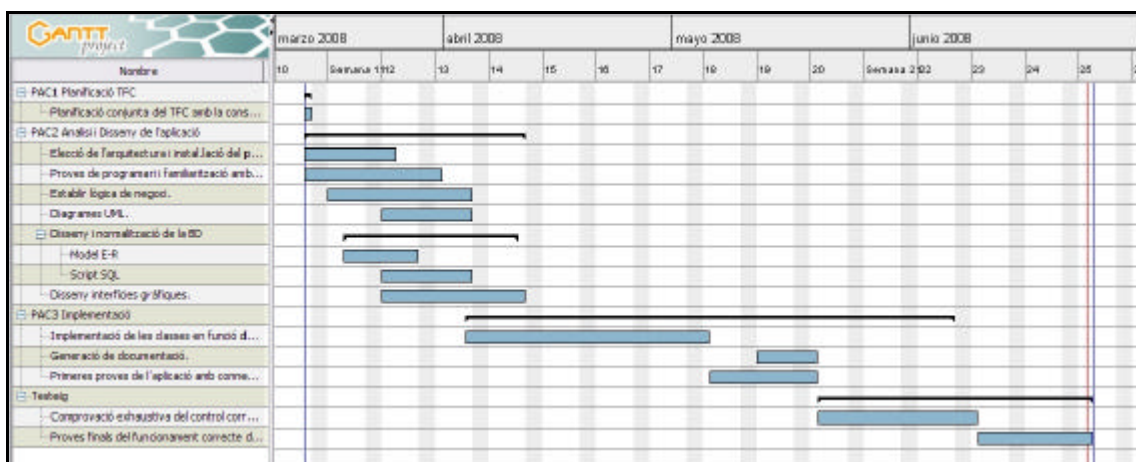 GANTT
project
marzo 2008 abril 2008 mayo 2008 junio 2008
Nombre
10 Semana 11 12 13 14 15 16 17 18 19 20 Semana 21 22 23 24 25
PAC1 Planificació TFC
Planificació conjunta del TFC amb la cons...
PAC2 Analisi i Disseny de l'aplicació
Elecció de l'arquitectura i instal.lació del p...
Proves de programari i familiarització amb...
Establir lògica de negoci.
Diagrames UML.
Disseny i normalització de la BD
Model E-R
Script SQL
Disseny interfícies gràfiques.
PAC3 Implementació
Implementació de les classes en funció d...
Generació de documentació.
Primeres proves de l'aplicació amb conne...
Testeig
Comprovació exhaustiva del control corr...
Proves finals del funcionament correcte d...